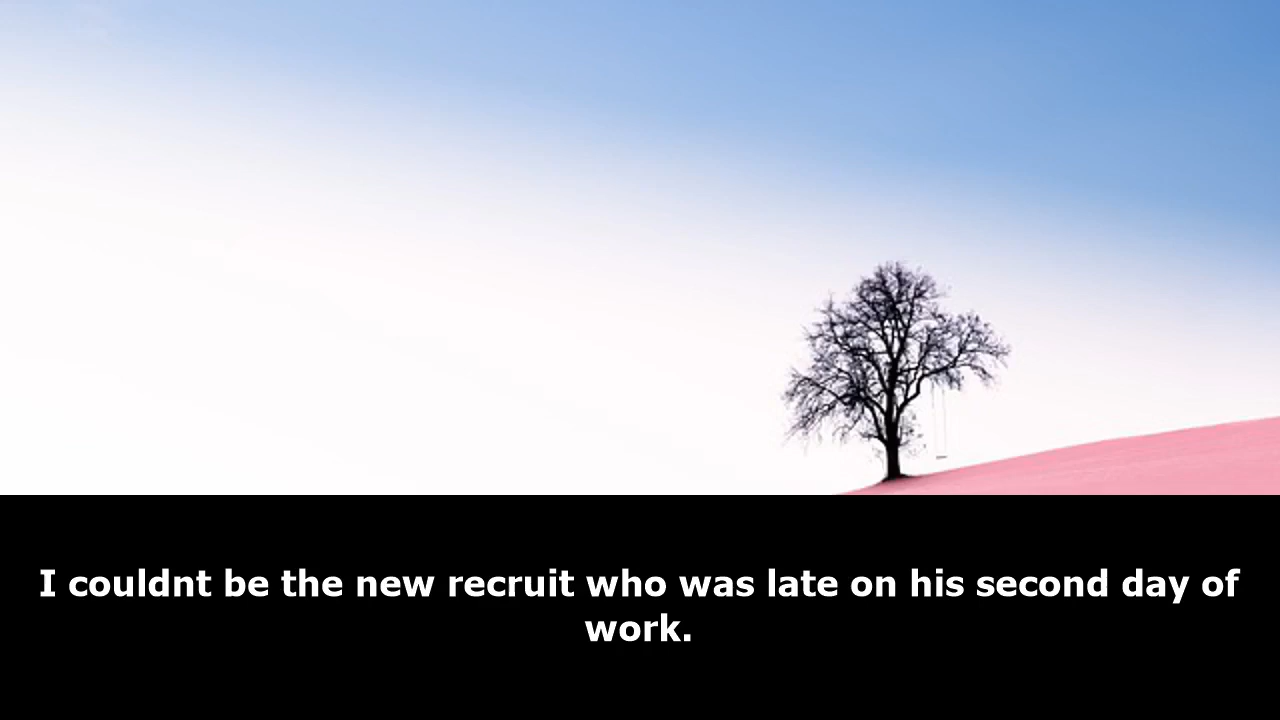 I couldnt be the new recruit who was late on his second day of
work.